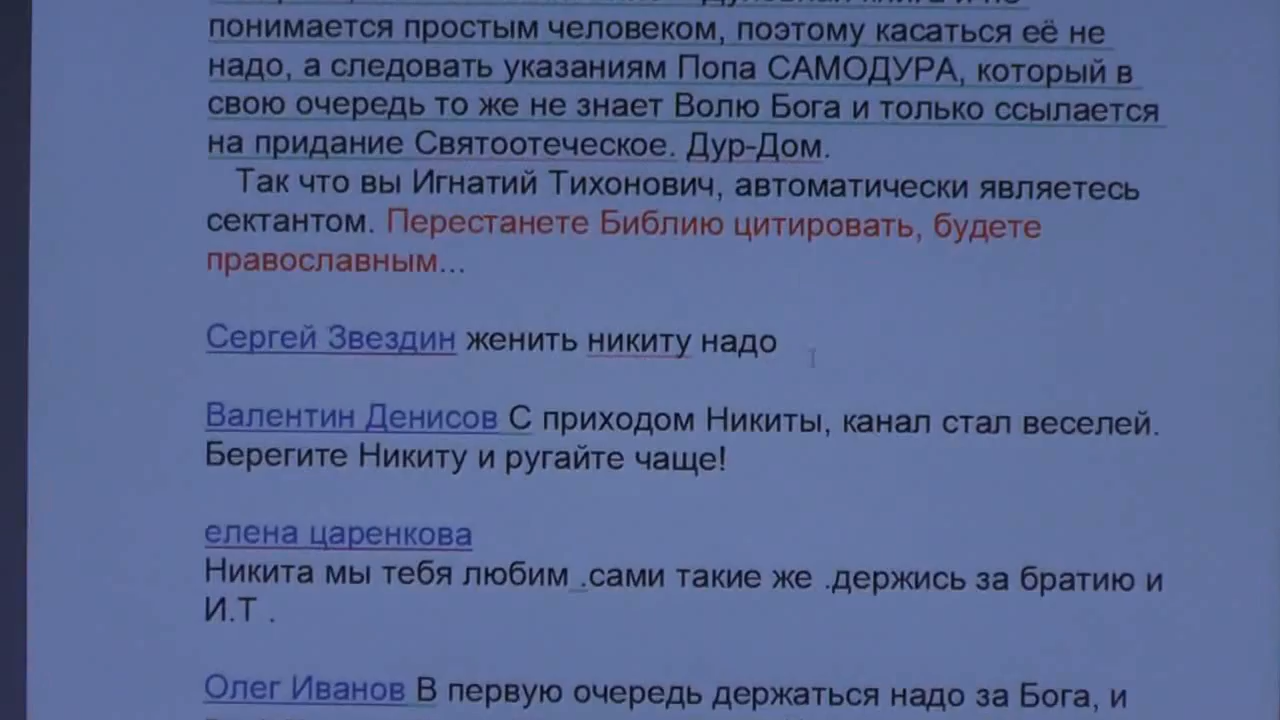 понимается простым человеком, поэтому касаться её не
надо, а следовать указаниям Попа САМОДУРА, который в
свою очередь то же не знает Волю Бога и только ссылается
на придание Святоотеческое. Дур-Дом.
Так что вы Игнатий Тихонович, автоматически являетесь
сектантом. Перестанете Библию цитировать, будете
православным...
Сергей Звездин женить никиту надо
Валентин Денисов С приходом Никиты, канал стал веселей.
Берегите Никиту и ругайте чаще!
елена царенкова
Никита мы тебя любим .сами такие же .держись за братию и
И.Т .
Олег Иванов В первую очередь держаться надо за Бога, и